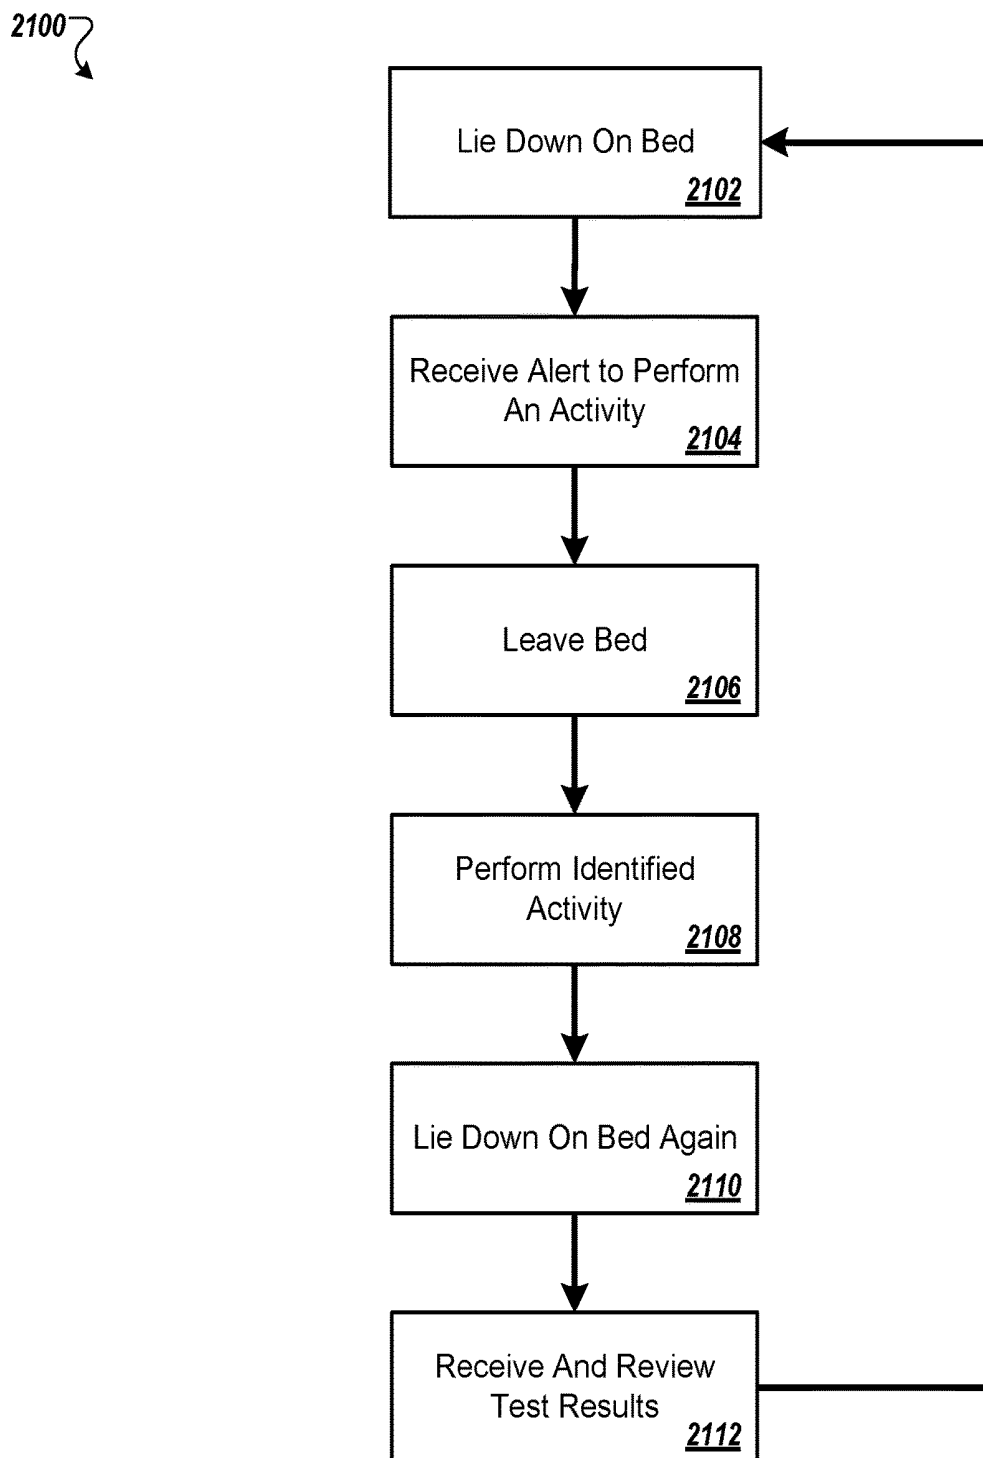 2100
Lie Down On Bed
2102
Receive Alert to Perform
An Activity
2104
Leave Bed
2106
Perform Identified
Activity
2108
Lie Down On Bed Again
2110
Receive And Review
Test Results
2112